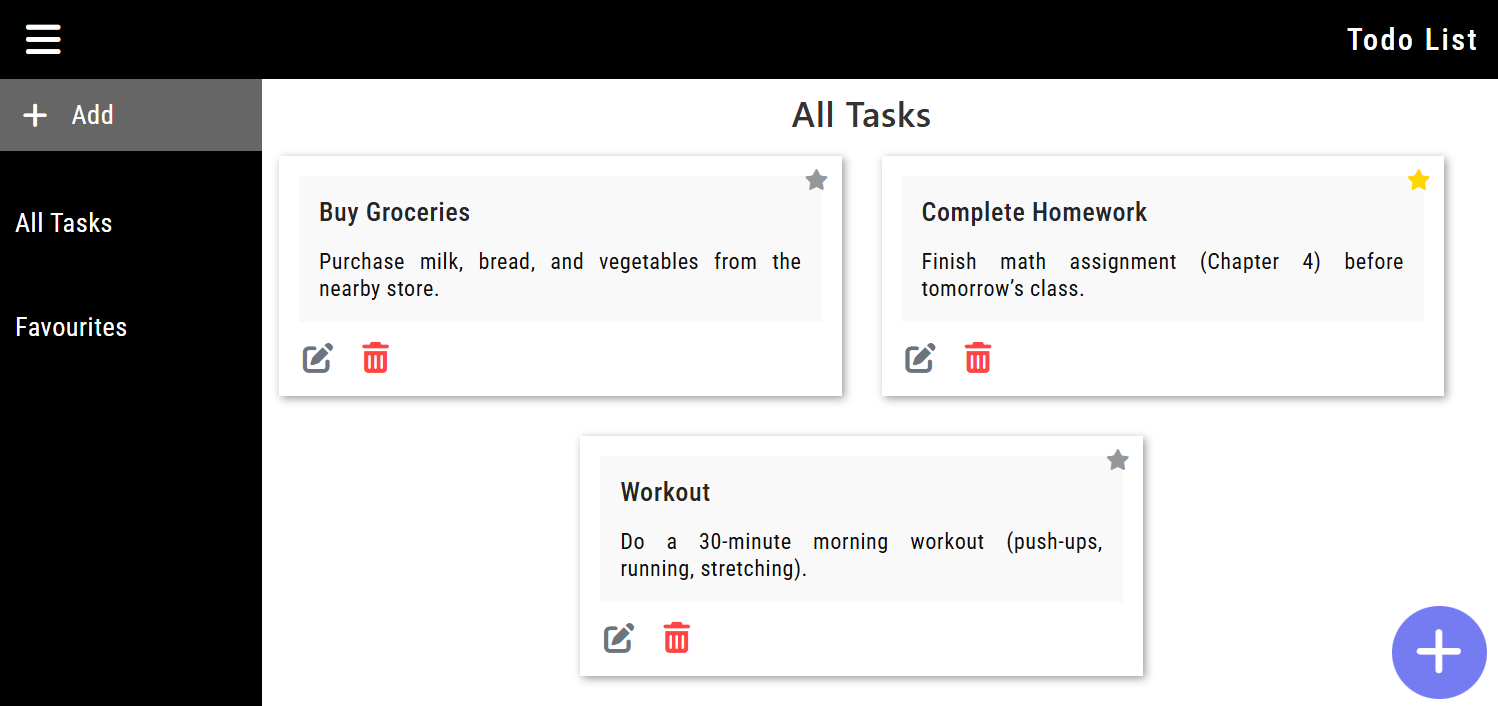 Todo List
Add
All Tasks
Favourites
All Tasks
Buy Groceries
Purchase milk, bread, and vegetables from the
nearby store.
Complete Homework
Finish math assignment (Chapter 4) before
tomorrow’s class.
Workout
Do a 30-minute morning workout (push-ups,
running, stretching).